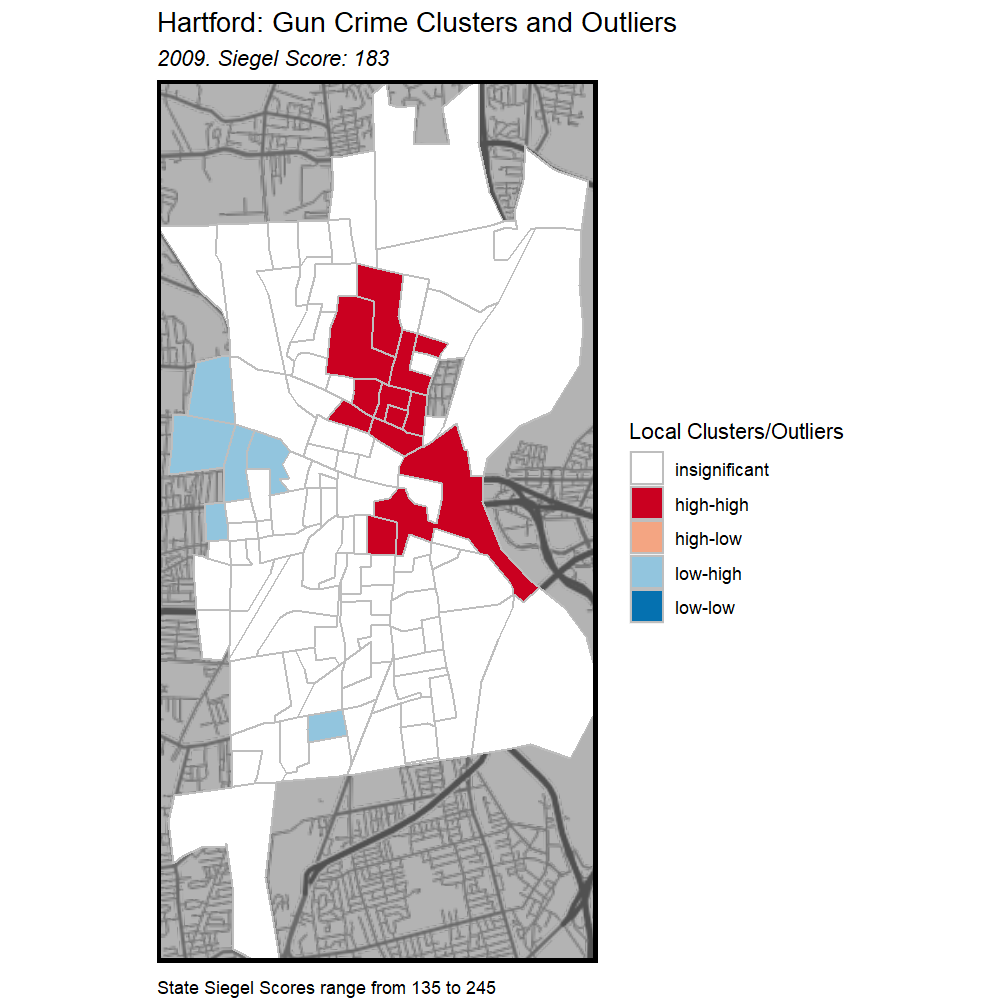 Hartford: Gun Crime Clusters and Outliers
2009. Siegel Score: 183
Local Clusters/Outliers
insignificant
high-high
high-low
low-high
low-low
State Siegel Scores range from 135 to 245